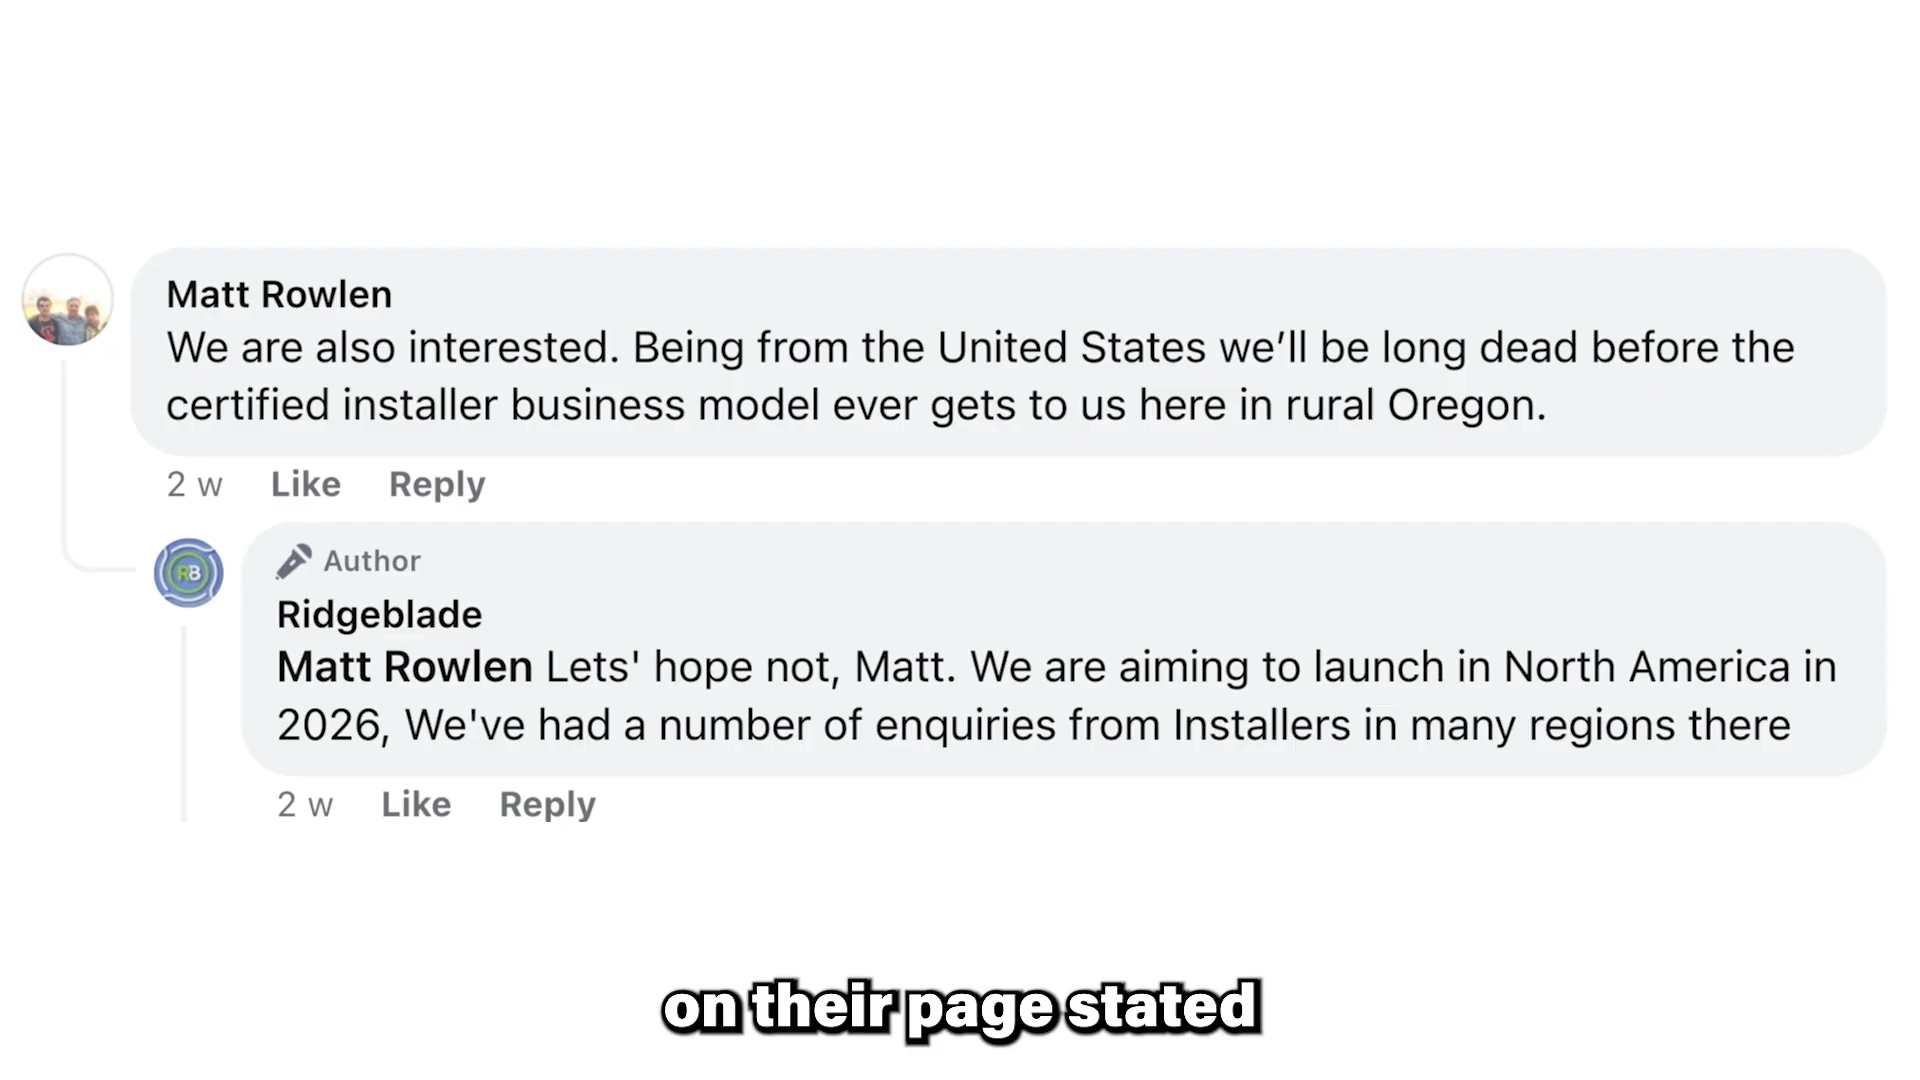 Matt Rowlen
We are also interested. Being from the United States we’ll be long dead before the
certified installer business model ever gets to us here in rural Oregon.
2 w Like Reply
RB
Author
Ridgeblade
Matt Rowlen Lets' hope not, Matt. We are aiming to launch in North America in
2026, We've had a number of enquiries from Installers in many regions there
2 w Like Reply
on their page stated